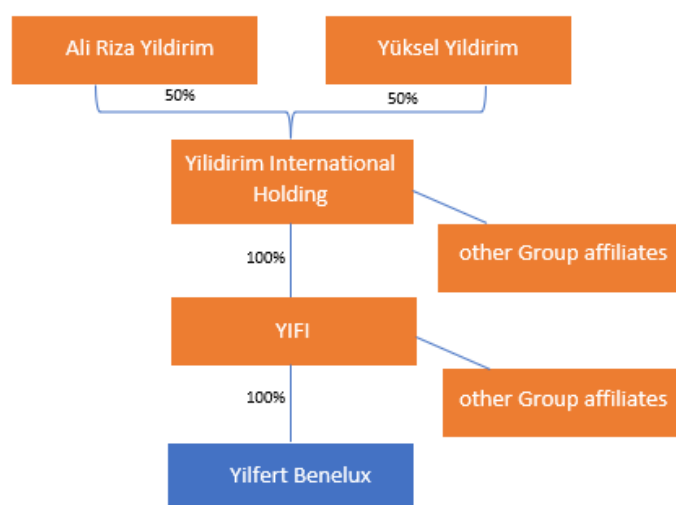 Ali Riza Yildirim
Yüksel Yildirim
50%
50%
Yilidirim International
Holding
other Group affiliates
100%
YIFI
other Group affiliates
100%
Yilfert Benelux